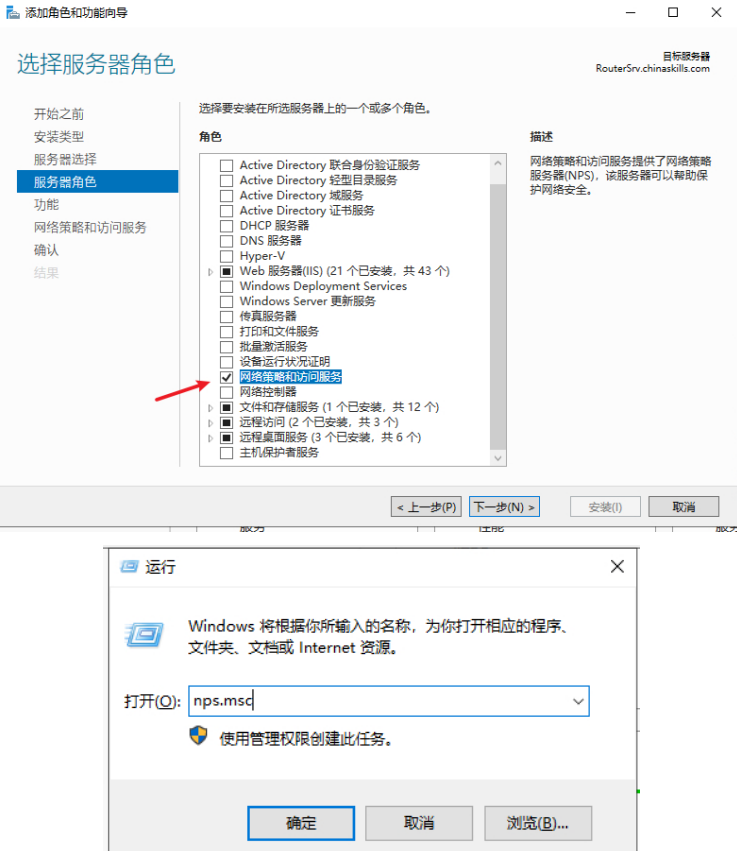 添加角色和功能向导
选择服务器角色
目标服务器
RouterSrv.chinaskills.com
开始之前
安装类型
服务器选择
服务器角色
功能
网络策略和访问服务
确认
结果
选择要安装在所选服务器上的一个或多个角色。
角色
Active Directory 联合身份验证服务
Active Directory 轻型目录服务
Active Directory 域服务
Active Directory 证书服务
DHCP 服务器
DNS 服务器
Hyper-V
Web 服务器(IIS) (21 个已安装，共 43 个)
Windows Deployment Services
Windows Server 更新服务
传真服务器
打印和文件服务
批量激活服务
设备运行状况证明
网络策略和访问服务
网络控制器
文件和存储服务 (1 个已安装，共 12 个)
远程访问 (2 个已安装，共 3 个)
远程桌面服务 (3 个已安装，共 6 个)
主机保护者服务
描述
网络策略和访问服务提供了网络策略
服务器(NPS)，该服务器可以帮助保
护网络安全。
< 上一步(P)
下一步(N) >
安装(I)
取消
运行
Windows 将根据你所输入的名称，为你打开相应的程序、
文件夹、文档或 Internet 资源。
打开(O):
nps.msc
使用管理权限创建此任务。
确定
取消
浏览(B)...